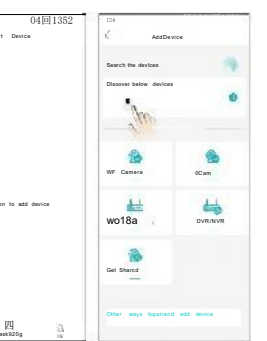 04回1352
t Device
on to add device
四
ask920g
AddDevice
Search the devices
Discover below devices
WF Camera
0Cam
wo18a
DVR/NVR
Get Sharcd
Other ways topairand add device